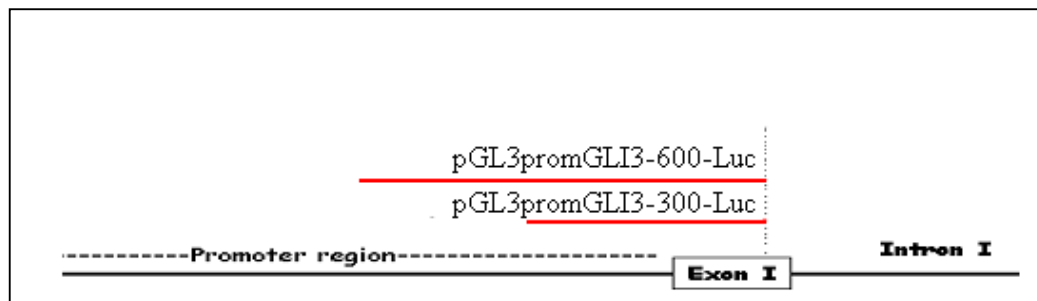 pGL3promGLI3-600-Luc
pGL3promGLI3-300-Luc
----------Promoter region--------------------
Intron I
Exon I